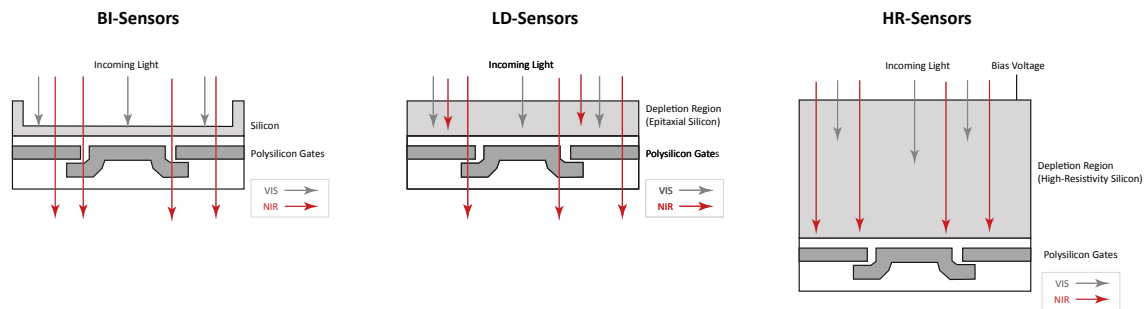 BI-Sensors
Incoming Light
Silicon
Polysilicon Gates
VIS
NIR
LD-Sensors
Incoming Light
Depletion Region
(Epitaxial Silicon)
Polysilicon Gates
VIS
NIR
HR-Sensors
Incoming Light
Bias Voltage
Depletion Region
(High-Resistivity Silicon)
Polysilicon Gates
VIS
NIR